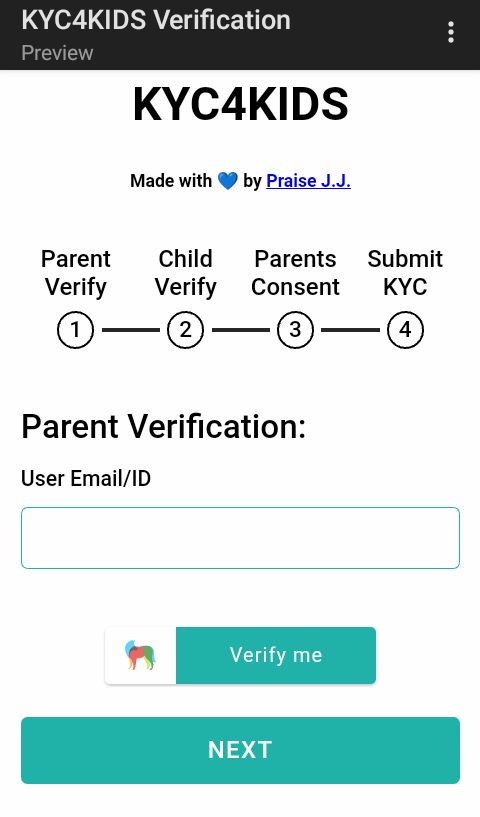 KYC4KIDS Verification
Preview
KYC4KIDS
Made with 💙 by Praise J.J.
Parent Verify
Child Verify
Parents Consent
Submit KYC
1
2
3
4
Parent Verification:
User Email/ID
Verify me
NEXT